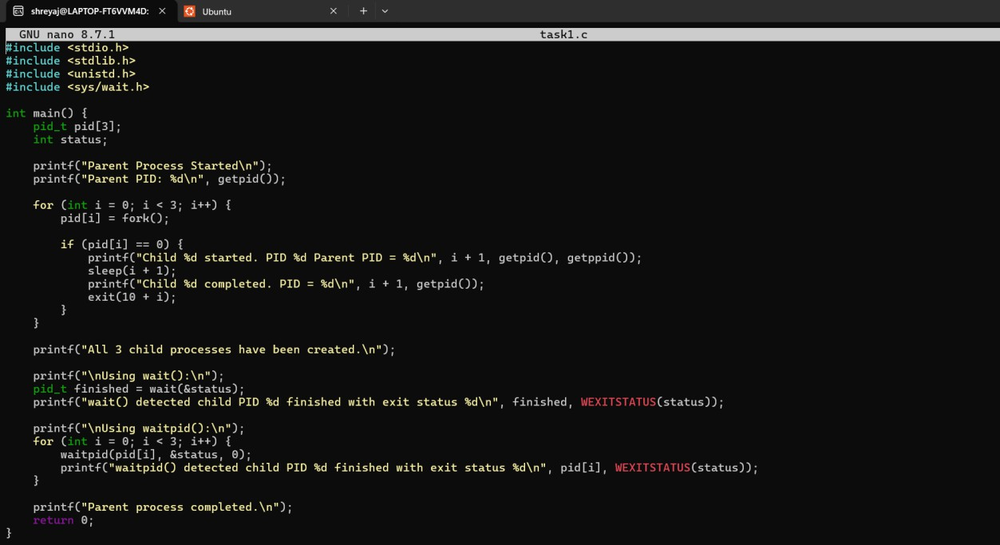 shreyaj@LAPTOP-FT6VVM4D:
Ubuntu
GNU nano 8.7.1 task1.c
#include <stdio.h>
#include <stdlib.h>
#include <unistd.h>
#include <sys/wait.h>

int main() {
    pid_t pid[3];
    int status;

    printf("Parent Process Started\n");
    printf("Parent PID: %d\n", getpid());

    for (int i = 0; i < 3; i++) {
        pid[i] = fork();

        if (pid[i] == 0) {
            printf("Child %d started. PID %d Parent PID = %d\n", i + 1, getpid(), getppid());
            sleep(i + 1);
            printf("Child %d completed. PID = %d\n", i + 1, getpid());
            exit(10 + i);
        }
    }

    printf("All 3 child processes have been created.\n");

    printf("\nUsing wait():\n");
    pid_t finished = wait(&status);
    printf("wait() detected child PID %d finished with exit status %d\n", finished, WEXITSTATUS(status));

    printf("\nUsing waitpid():\n");
    for (int i = 0; i < 3; i++) {
        waitpid(pid[i], &status, 0);
        printf("waitpid() detected child PID %d finished with exit status %d\n", pid[i], WEXITSTATUS(status));
    }

    printf("Parent process completed.\n");
    return 0;
}